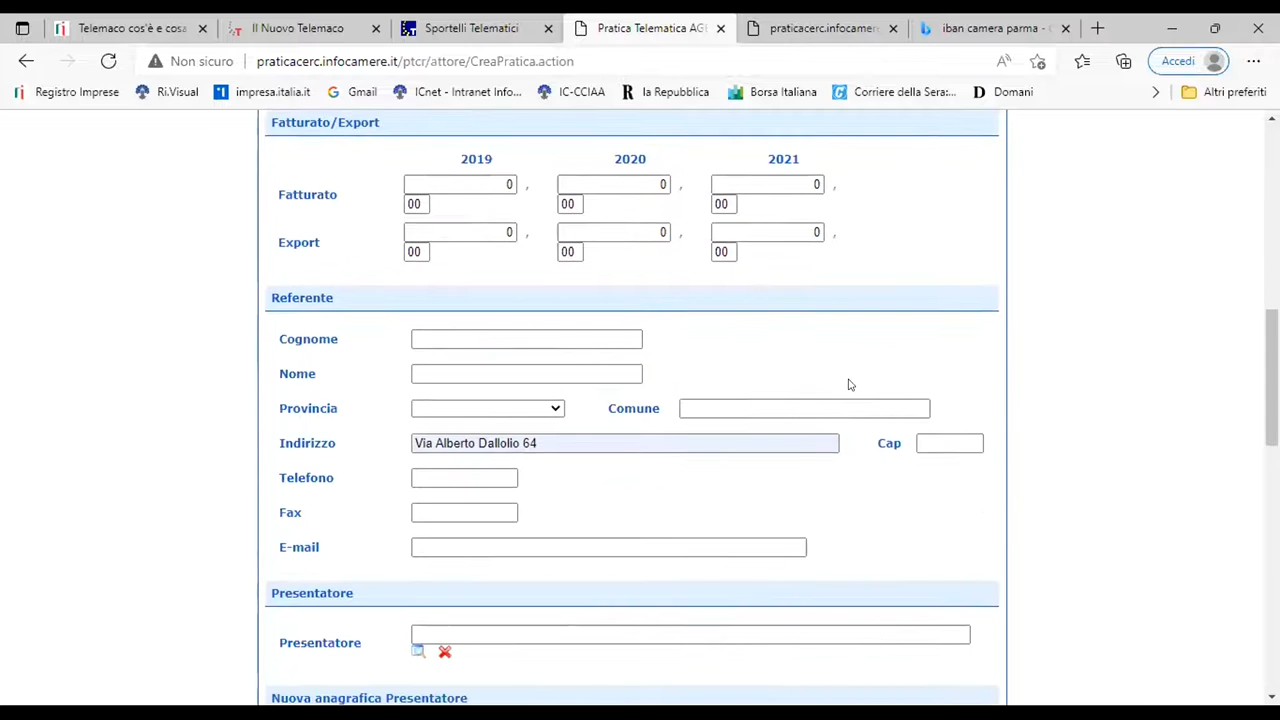 Telemaco cos'è e cosa
Il Nuovo Telemaco
Sportelli Telematici
Pratica Telematica AGE
praticacerc.infocamere
iban camera parma -
Non sicuro
praticacerc.infocamere.it/ptcr/attore/CreaPratica.action
Accedi
Registro Imprese
Ri.Visual
impresa.italia.it
Gmail
ICnet - Intranet Info...
IC-CCIAA
la Repubblica
Borsa Italiana
Corriere della Sera:...
Domani
Altri preferiti
Fatturato/Export
2019 2020 2021
Fatturato 0 , 0 , 0 ,
00 00 00
Export 0 , 0 , 0 ,
00 00 00
Referente
Cognome
Nome
Provincia Comune
Indirizzo Via Alberto Dallolio 64 Cap
Telefono
Fax
E-mail
Presentatore
Presentatore
Nuova anagrafica Presentatore